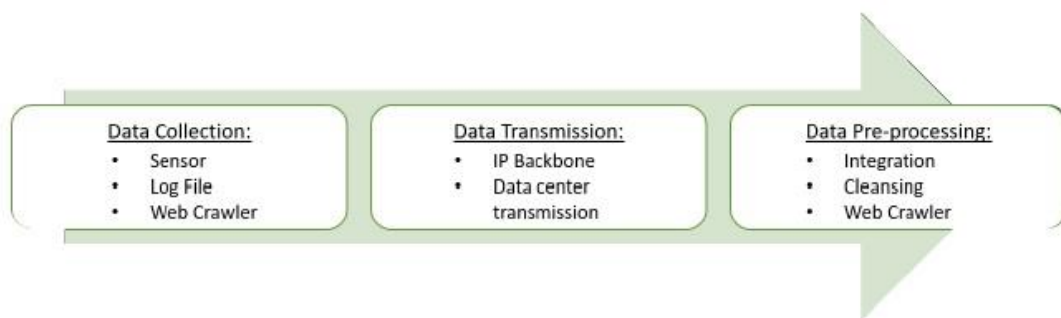 Data Collection:
• Sensor
• Log File
• Web Crawler
Data Transmission:
• IP Backbone
• Data center
transmission
Data Pre-processing:
• Integration
• Cleansing
• Web Crawler